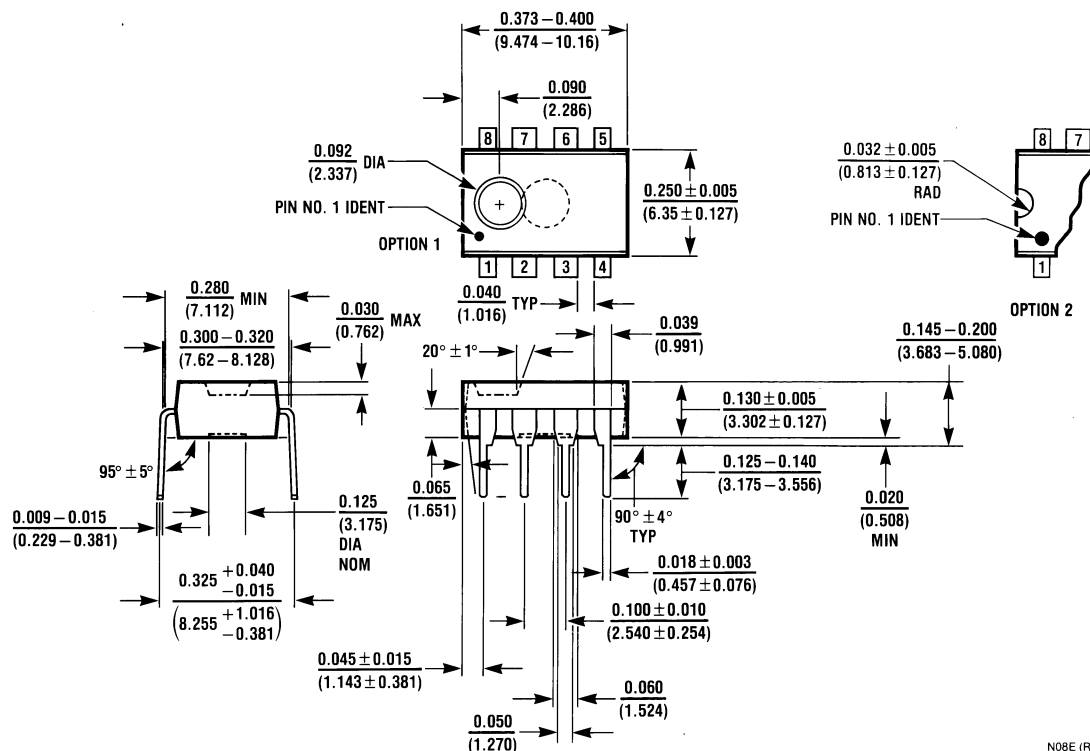 0.373 – 0.400
(9.474 – 10.16)
0.090
(2.286)
8 7 6 5
0.092 DIA
(2.337)
PIN NO. 1 IDENT
OPTION 1
0.250 ± 0.005
(6.35 ± 0.127)
1 2 3 4
0.032 ± 0.005
(0.813 ± 0.127)
RAD
PIN NO. 1 IDENT
8 7
1
OPTION 2
0.280 MIN
(7.112)
0.300 – 0.320
(7.62 – 8.128)
0.030 MAX
(0.762)
0.040 TYP
(1.016)
20° ± 1°
0.039
(0.991)
0.145 – 0.200
(3.683 – 5.080)
0.130 ± 0.005
(3.302 ± 0.127)
0.125 – 0.140
(3.175 – 3.556)
0.020
(0.508)
MIN
95° ± 5°
0.009 – 0.015
(0.229 – 0.381)
0.125
(3.175)
DIA
NOM
0.065
(1.651)
90° ± 4°
TYP
0.325 +0.040
−0.015
(8.255 +1.016
−0.381)
0.018 ± 0.003
(0.457 ± 0.076)
0.100 ± 0.010
(2.540 ± 0.254)
0.045 ± 0.015
(1.143 ± 0.381)
0.060
(1.524)
0.050
(1.270)
N08E (R